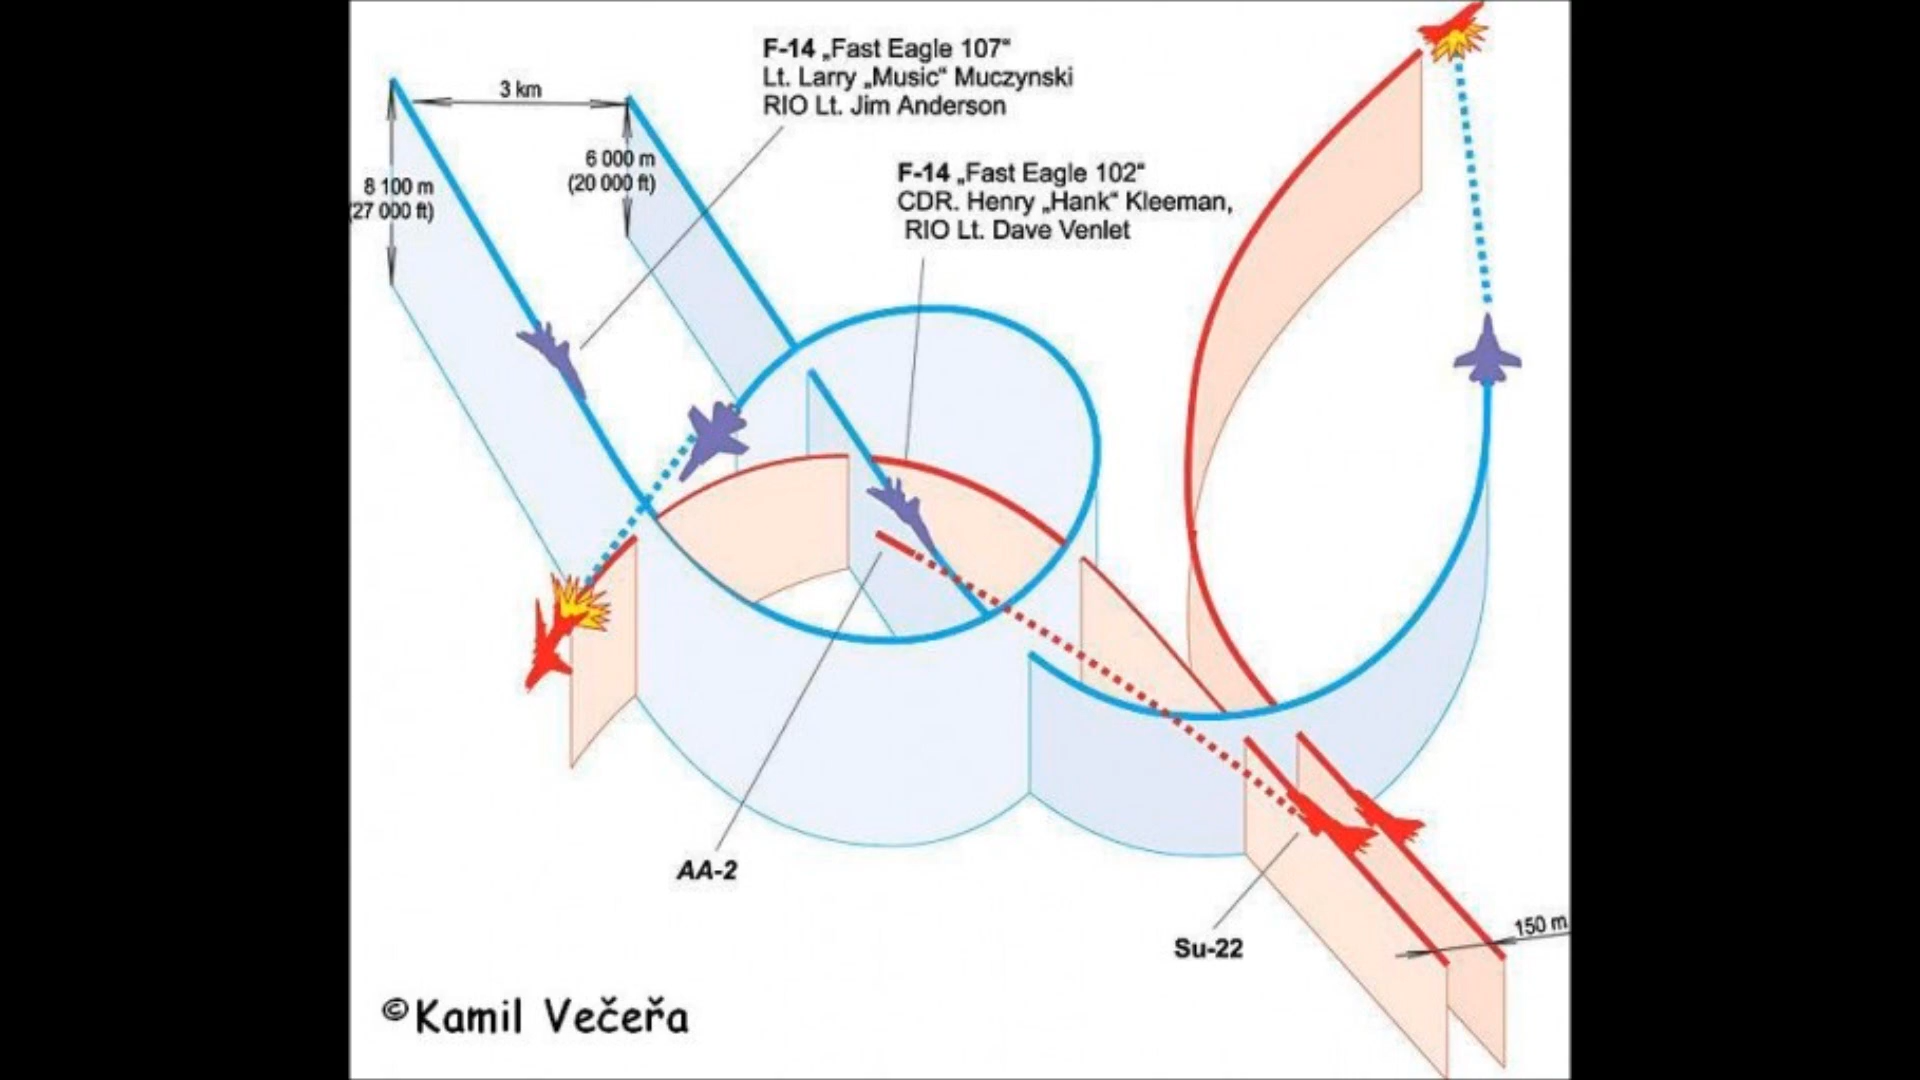 F-14 „Fast Eagle 107“
Lt. Larry „Music“ Muczynski
RIO Lt. Jim Anderson
3 km
6 000 m
(20 000 ft)
8 100 m
(27 000 ft)
F-14 „Fast Eagle 102“
CDR. Henry „Hank“ Kleeman,
RIO Lt. Dave Venlet
AA-2
Su-22
150 m
©Kamil Večeřa